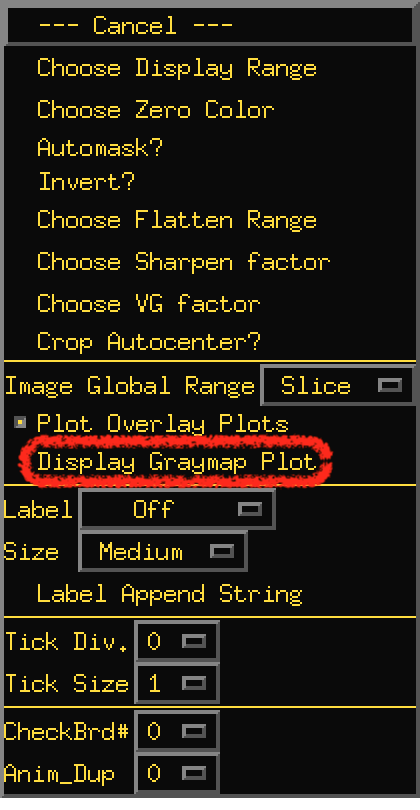 --- Cancel ---
Choose Display Range
Choose Zero Color
Automask?
Invert?
Choose Flatten Range
Choose Sharpen factor
Choose VG factor
Crop Autocenter?
Image Global Range Slice
Plot Overlay Plots
Display Graymap Plot
Label Off
Size Medium
Label Append String
Tick Div. 0
Tick Size 1
CheckBrd# 0
Anim_Dup 0